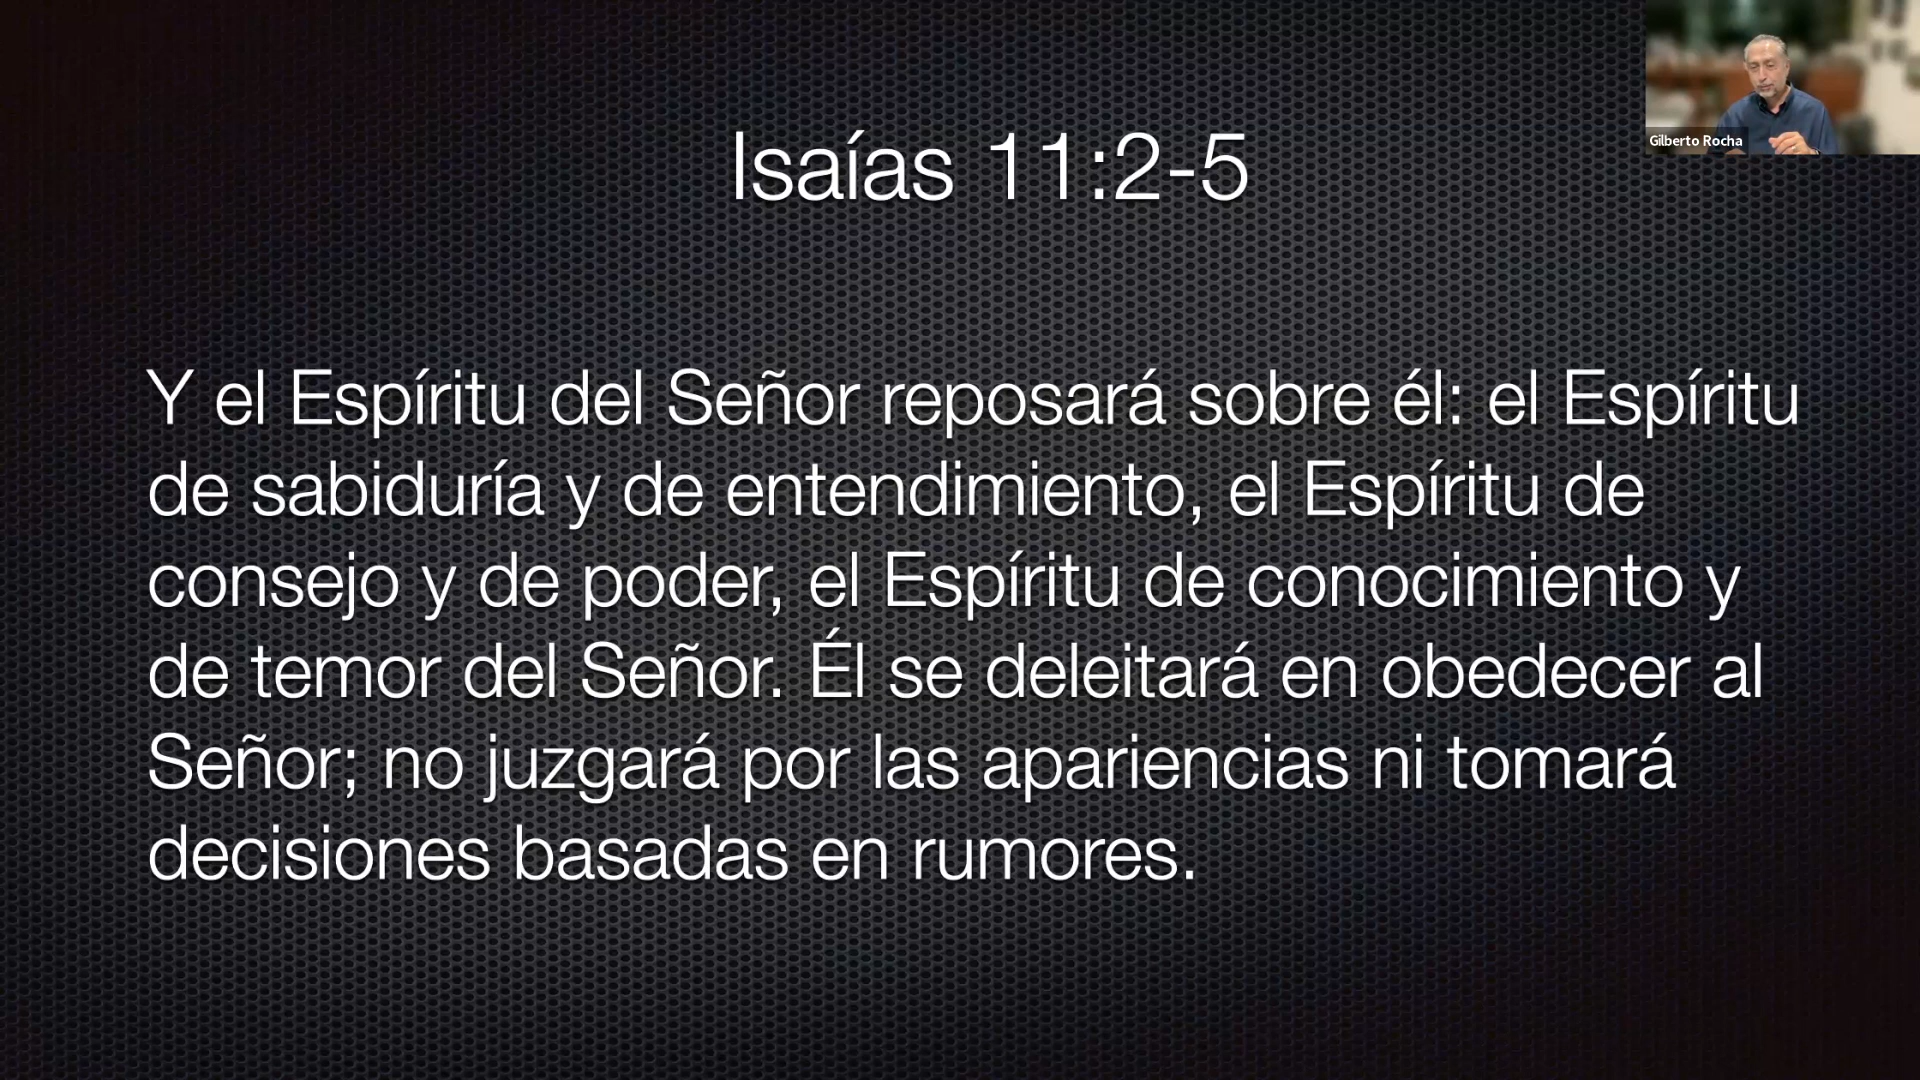 Gilberto Rocha
Isaías 11:2-5
Y el Espíritu del Señor reposará sobre él: el Espíritu
de sabiduría y de entendimiento, el Espíritu de
consejo y de poder, el Espíritu de conocimiento y
de temor del Señor. Él se deleitará en obedecer al
Señor; no juzgará por las apariencias ni tomará
decisiones basadas en rumores.